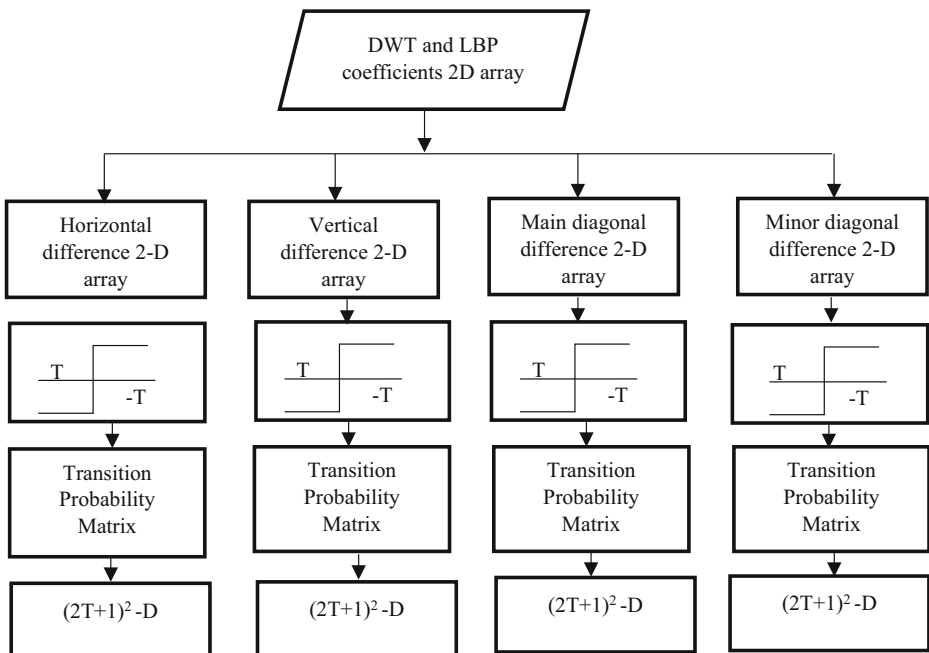 DWT and LBP
coefficients 2D array
Horizontal
difference 2-D
array
Vertical
difference 2-D
array
Main diagonal
difference 2-D
array
Minor diagonal
difference 2-D
array
T
-T
T
-T
T
-T
T
-T
Transition
Probability
Matrix
Transition
Probability
Matrix
Transition
Probability
Matrix
Transition
Probability
Matrix
(2T+1)² -D
(2T+1)² -D
(2T+1)² -D
(2T+1)² -D